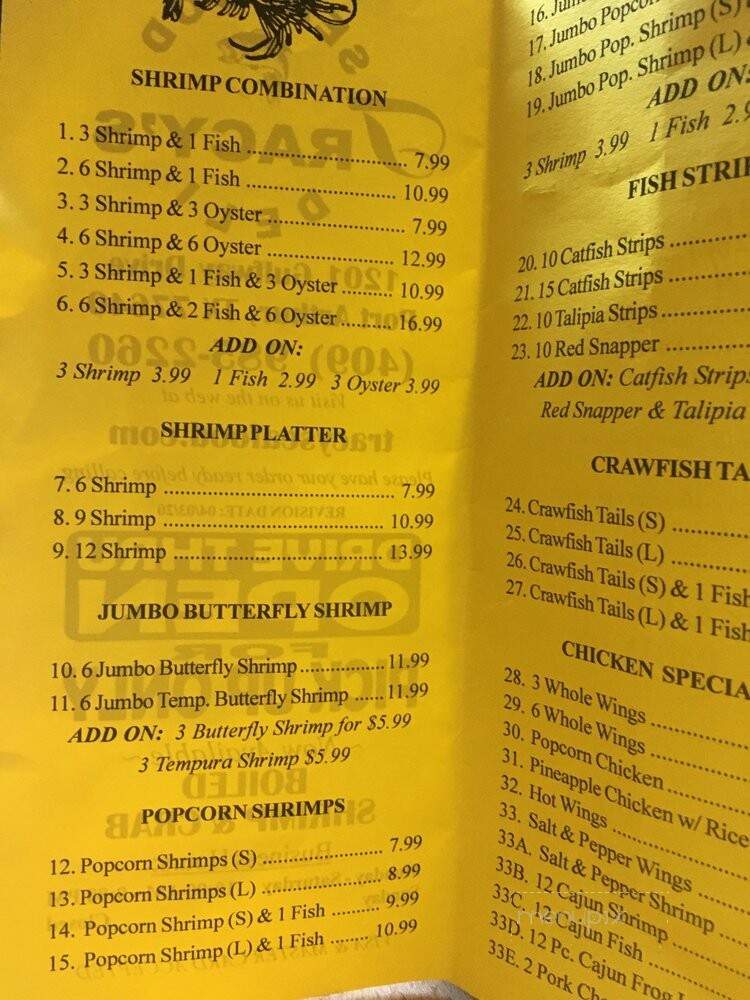 SHRIMP COMBINATION
1. 3 Shrimp & 1 Fish ........ 7.99
2. 6 Shrimp & 1 Fish ........ 10.99
3. 3 Shrimp & 3 Oyster ........ 7.99
4. 6 Shrimp & 6 Oyster ........ 12.99
5. 3 Shrimp & 1 Fish & 3 Oyster ........ 10.99
6. 6 Shrimp & 2 Fish & 6 Oyster ........ 16.99
ADD ON:
3 Shrimp 3.99 1 Fish 2.99 3 Oyster 3.99
SHRIMP PLATTER
7. 6 Shrimp ........ 7.99
8. 9 Shrimp ........ 10.99
9. 12 Shrimp ........ 13.99
JUMBO BUTTERFLY SHRIMP
10. 6 Jumbo Butterfly Shrimp ........ 11.99
11. 6 Jumbo Temp. Butterfly Shrimp ...... 11.99
ADD ON: 3 Butterfly Shrimp for $5.99
3 Tempura Shrimp $5.99
POPCORN SHRIMPS
12. Popcorn Shrimps (S) ........ 7.99
13. Popcorn Shrimps (L) ........ 8.99
14. Popcorn Shrimp (S) & 1 Fish ........ 9.99
15. Popcorn Shrimp (L) & 1 Fish ........ 10.99
16.
17. Jumbo Popco
18. Jumbo Pop. Shrimp (S)
19. Jumbo Pop. Shrimp (L) &
ADD ON:
3 Shrimp 3.99 1 Fish 2.9
FISH STRI
20. 10 Catfish Strips ........
21. 15 Catfish Strips ........
22. 10 Talipia Strips ........
23. 10 Red Snapper ........
ADD ON: Catfish Strips
Red Snapper & Talipia
CRAWFISH TA
24. Crawfish Tails (S) ........
25. Crawfish Tails (L) ........
26. Crawfish Tails (S) & 1 Fish
27. Crawfish Tails (L) & 1 Fish
CHICKEN SPECIA
28. 3 Whole Wings ........
29. 6 Whole Wings ........
30. Popcorn Chicken ........
31. Pineapple Chicken w/ Rice
32. Hot Wings ........
33. Salt & Pepper Wings ........
33A. Salt & Pepper Shrimp ....
33B. 12 Cajun Shrimp ........
33C. 12 Cajun Fish ........
33D. 12 Pc. Cajun Frog L
33E. 2 Pork Ch